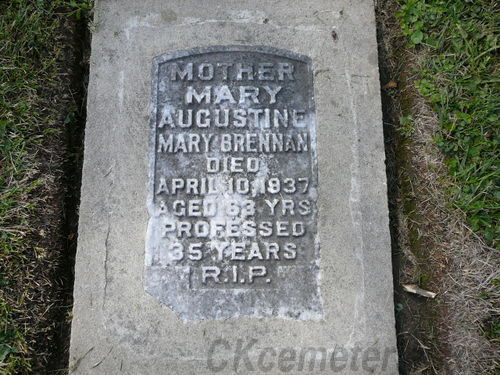 MOTHER
MARY
AUGUSTINE
MARY BRENNAN
DIED
APRIL 10, 1937
AGED 63 YRS
PROFESSED
35 YEARS
R.I.P.
CKcemetery